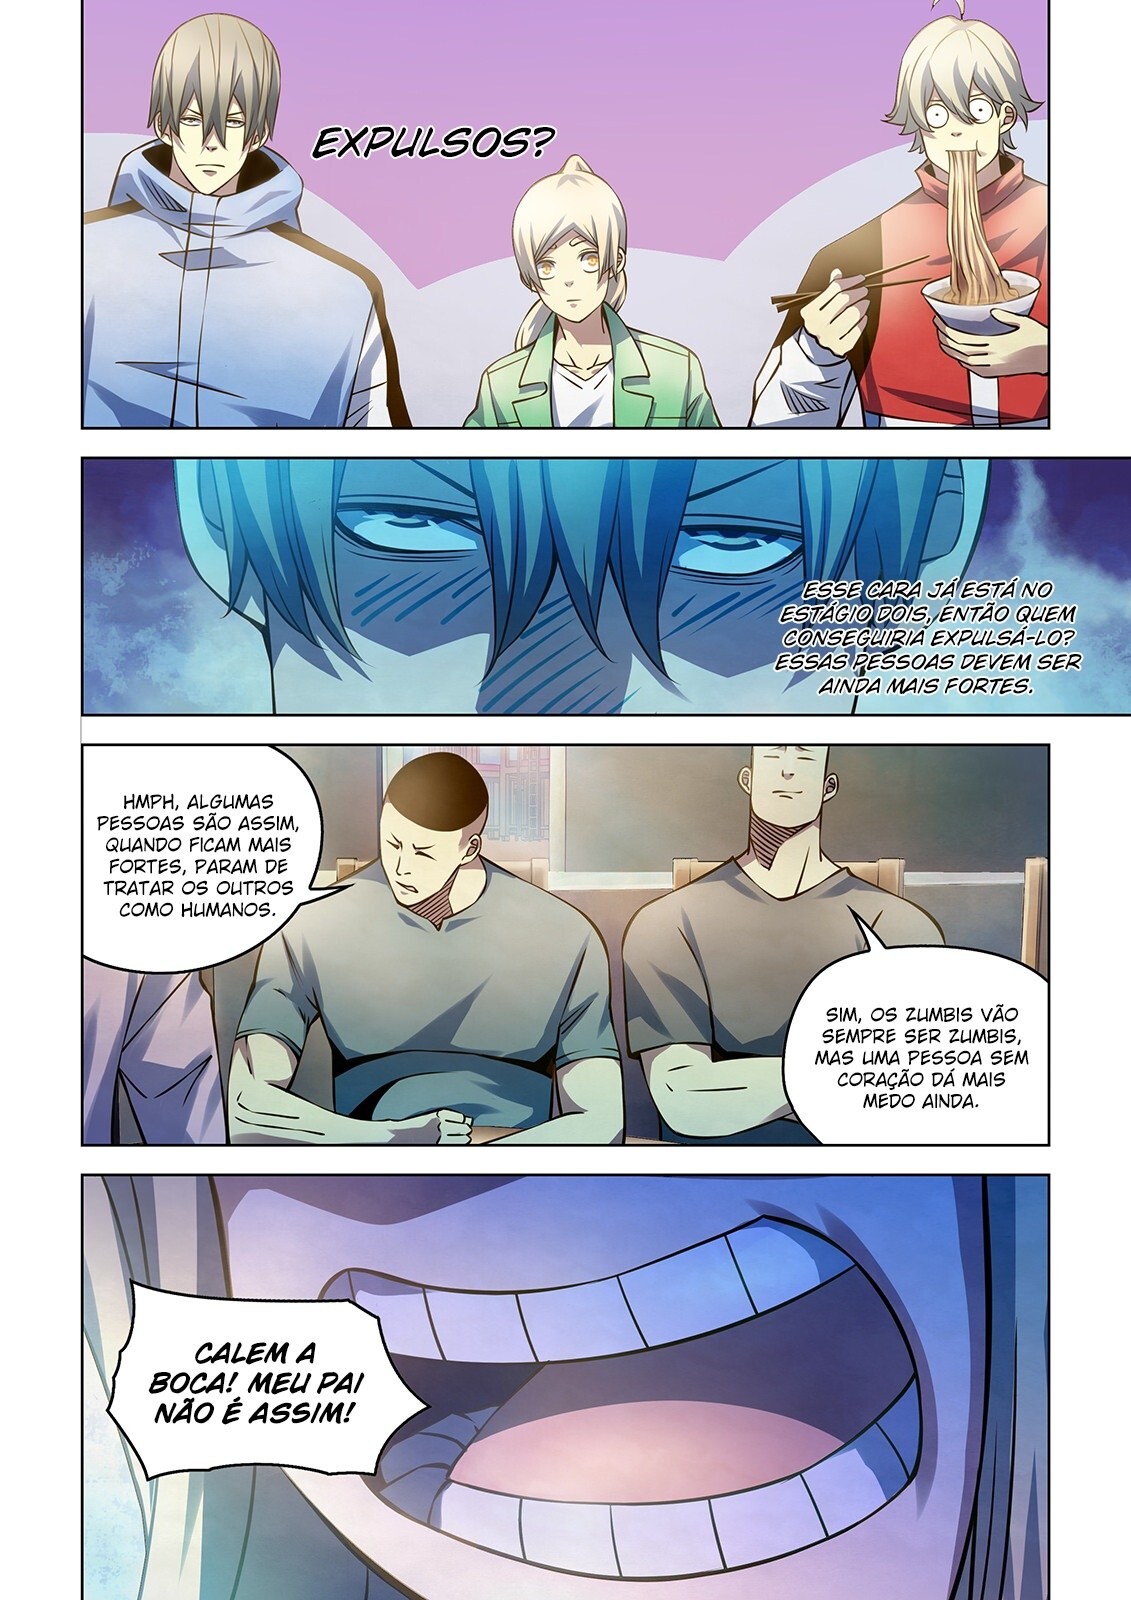 EXPULSOS?
ESSE CARA JÁ ESTÁ NO
ESTÁGIO DOIS, ENTÃO QUEM
CONSEGUIRIA EXPULSÁ-LO?
ESSAS PESSOAS DEVEM SER
AINDA MAIS FORTES.
HMPH, ALGUMAS
PESSOAS SÃO ASSIM,
QUANDO FICAM MAIS
FORTES, PARAM DE
TRATAR OS OUTROS
COMO HUMANOS.
SIM, OS ZUMBIS VÃO
SEMPRE SER ZUMBIS,
MAS UMA PESSOA SEM
CORAÇÃO DÁ MAIS
MEDO AINDA.
CALEM A
BOCA! MEU PAI
NÃO É ASSIM!